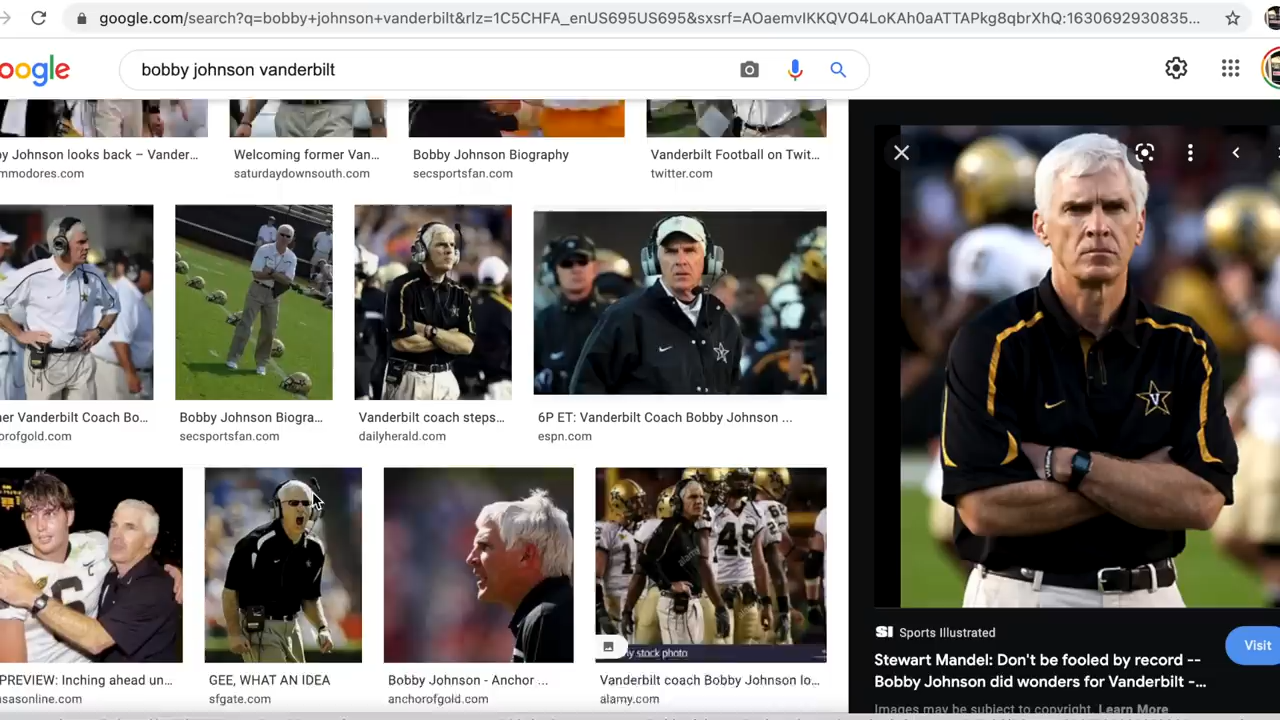 google.com/search?q=bobby+johnson+vanderbilt&rlz=1C5CHFA_enUS695US695&sxsrf=AOaemvIKKQVO4LoKAh0aATTAPkg8qbrXhQ:1630692930835...
oogle
bobby johnson vanderbilt
y Johnson looks back – Vander...
Welcoming former Van...
Bobby Johnson Biography
Vanderbilt Football on Twit...
mmodores.com
saturdaydownsouth.com
secsportsfan.com
twitter.com
er Vanderbilt Coach Bo...
Bobby Johnson Biogra...
Vanderbilt coach steps...
6P ET: Vanderbilt Coach Bobby Johnson ...
orofgold.com
secsportsfan.com
dailyherald.com
espn.com
alamy
y stock photo
PREVIEW: Inching ahead un...
GEE, WHAT AN IDEA
Bobby Johnson - Anchor ...
Vanderbilt coach Bobby Johnson lo...
nsasonline.com
sfgate.com
anchorofgold.com
alamy.com
V
SI Sports Illustrated
Stewart Mandel: Don't be fooled by record --
Bobby Johnson did wonders for Vanderbilt -...
Visit
Images may be subject to copyright. Learn More